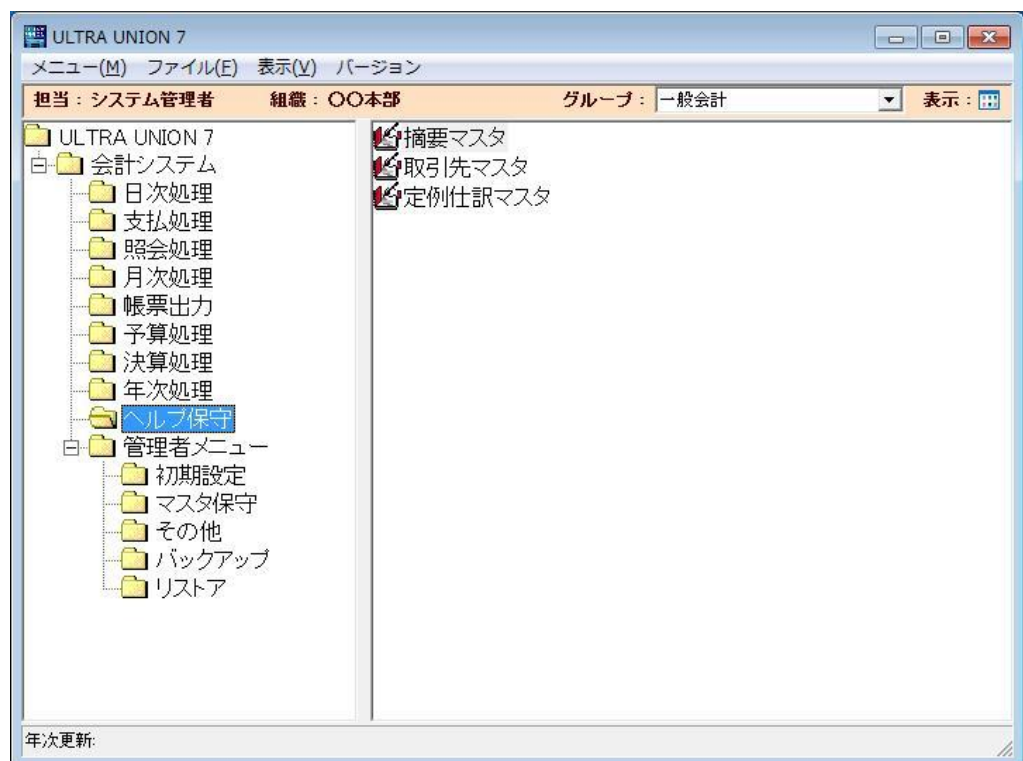 ULTRA UNION 7
メニュー(M) ファイル(F) 表示(V) バージョン
担当：システム管理者 組織：〇〇本部 グループ：一般会計 表示：
ULTRA UNION 7
会計システム
日次処理
支払処理
照会処理
月次処理
帳票出力
予算処理
決算処理
年次処理
ヘルプ保守
管理者メニュー
初期設定
マスタ保守
その他
バックアップ
リストア
摘要マスタ
取引先マスタ
定例仕訳マスタ
年次更新: